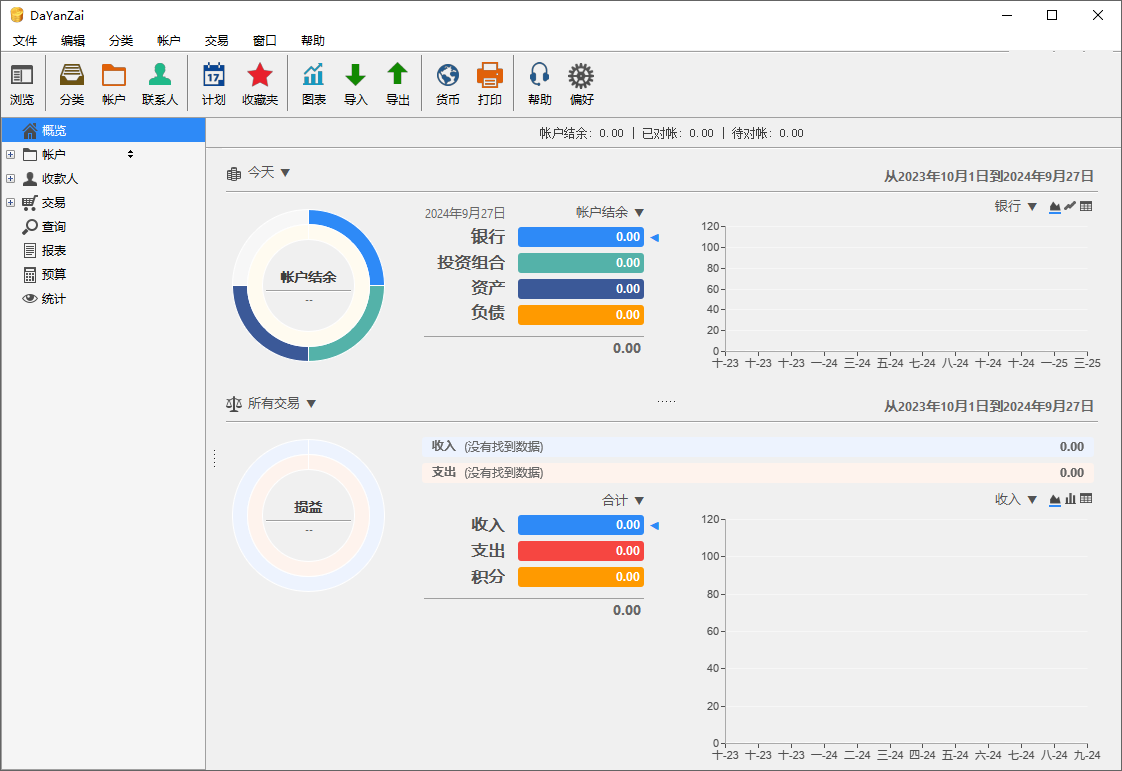 DaYanZai
文件 编辑 分类 帐户 交易 窗口 帮助
17
浏览 分类 帐户 联系人 计划 收藏夹 图表 导入 导出 货币 打印 帮助 偏好
概览
帐户
收款人
交易
查询
报表
预算
统计
帐户结余: 0.00 | 已对帐: 0.00 | 待对帐: 0.00
今天 ▼
从2023年10月1日到2024年9月27日
帐户结余
--
2024年9月27日 帐户结余 ▼
银行 0.00
投资组合 0.00
资产 0.00
负债 0.00
0.00
银行 ▼
120
100
80
60
40
20
0
十-23 十-23 十-23 一-24 三-24 五-24 七-24 八-24 十-24 十-24 一-25 三-25
所有交易 ▼
从2023年10月1日到2024年9月27日
损益
--
收入 (没有找到数据) 0.00
支出 (没有找到数据) 0.00
合计 ▼
收入 0.00
支出 0.00
积分 0.00
0.00
收入 ▼
120
100
80
60
40
20
0
十-23 十-23 十-23 一-24 二-24 三-24 四-24 五-24 六-24 七-24 八-24 九-24